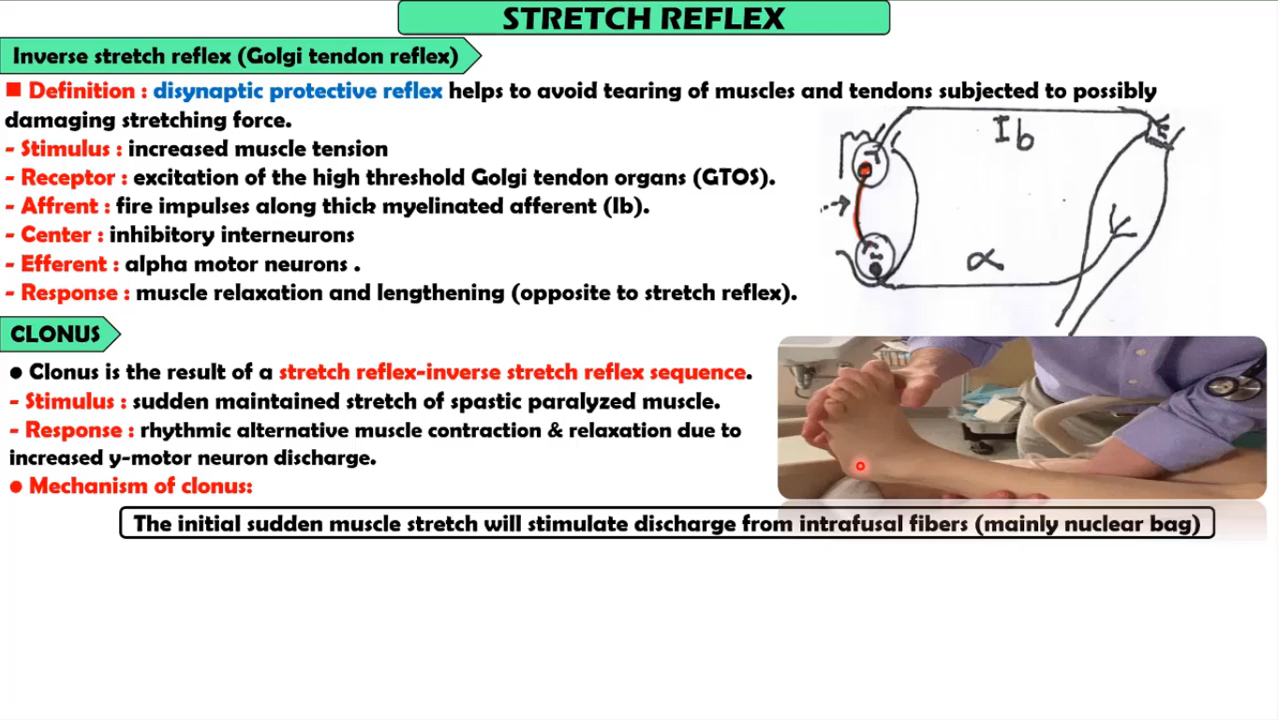 STRETCH REFLEX
Inverse stretch reflex (Golgi tendon reflex)
■ Definition : disynaptic protective reflex helps to avoid tearing of muscles and tendons subjected to possibly
damaging stretching force.
- Stimulus : increased muscle tension
- Receptor : excitation of the high threshold Golgi tendon organs (GTOS).
- Affrent : fire impulses along thick myelinated afferent (Ib).
- Center : inhibitory interneurons
- Efferent : alpha motor neurons .
- Response : muscle relaxation and lengthening (opposite to stretch reflex).
Ib
α
CLONUS
● Clonus is the result of a stretch reflex-inverse stretch reflex sequence.
- Stimulus : sudden maintained stretch of spastic paralyzed muscle.
- Response : rhythmic alternative muscle contraction & relaxation due to
increased y-motor neuron discharge.
● Mechanism of clonus:
The initial sudden muscle stretch will stimulate discharge from intrafusal fibers (mainly nuclear bag)